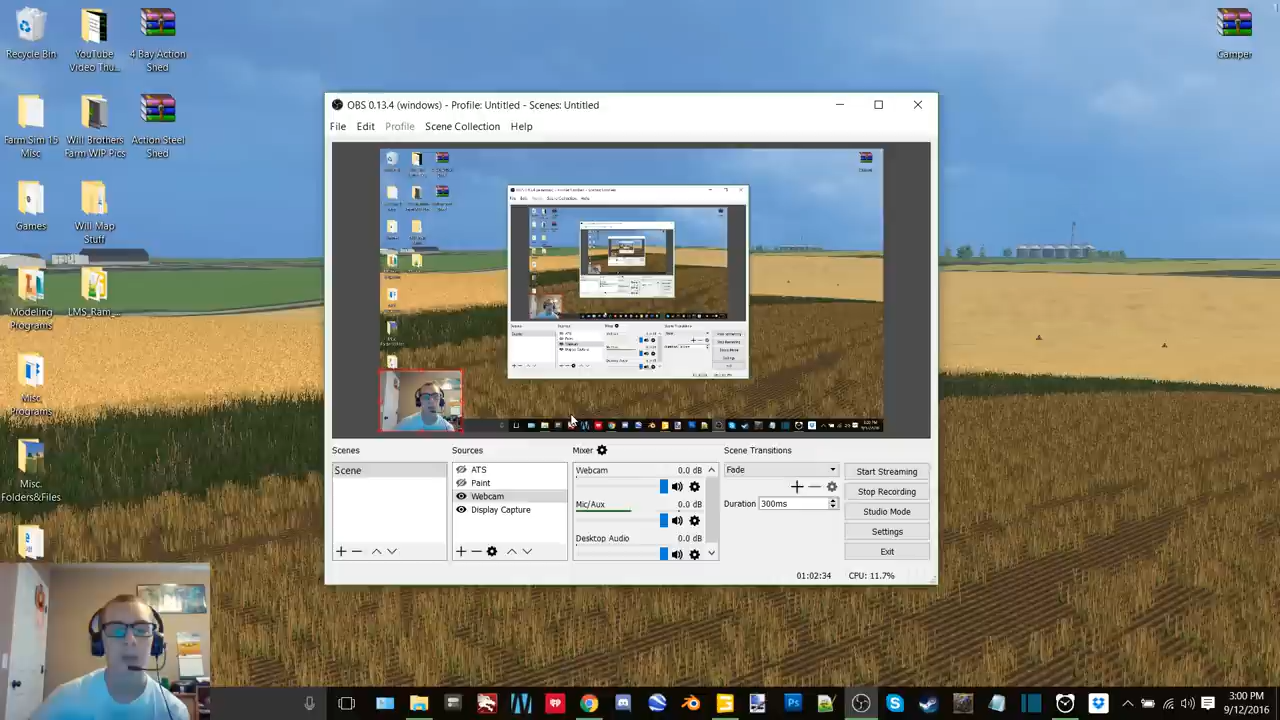 Recycle Bin
YouTube
Video Thu...
4 Bay Action
Shed
Camper
Farm Sim 15
Misc
Will Brothers
Farm WIP Pics
Action Steel
Shed
Games
Will Map
Stuff
Modeling
Programs
LMS_Ram_...
Misc.
Programs
Misc.
Folders&Files
OBS 0.13.4 (windows) - Profile: Untitled - Scenes: Untitled
File Edit Profile Scene Collection Help
Scenes Sources Mixer Scene Transitions
Scene
ATS
Paint
Webcam
Display Capture
Webcam 0.0 dB
Mic/Aux 0.0 dB
Desktop Audio 0.0 dB
Fade
Duration 300ms
Start Streaming
Stop Recording
Studio Mode
Settings
Exit
01:02:34 CPU: 11.7%
3:00 PM
9/12/2016